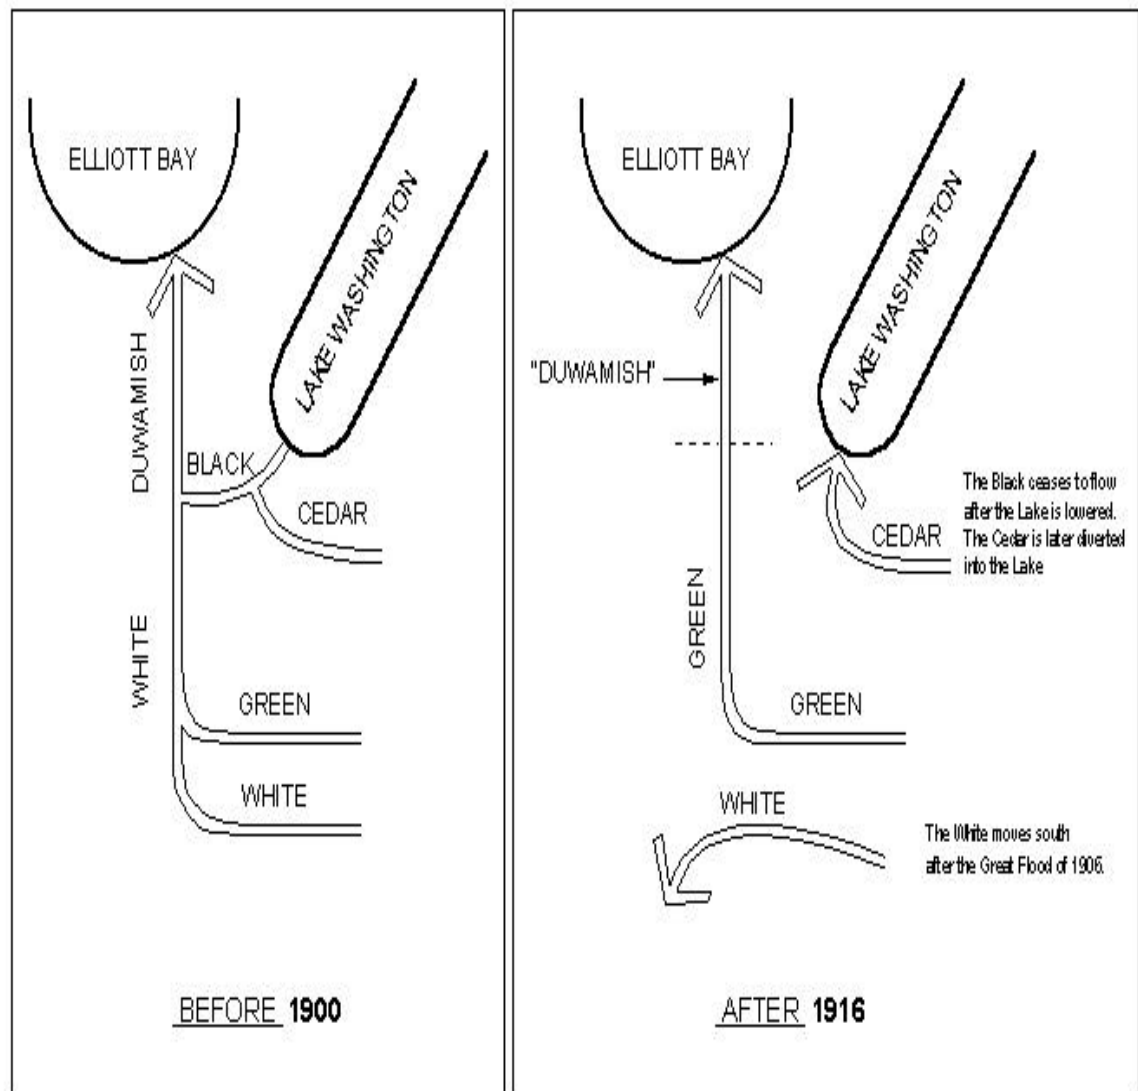 ELLIOTT BAY
LAKE WASHINGTON
DUWAMISH
BLACK
CEDAR
WHITE
GREEN
WHITE
BEFORE 1900
ELLIOTT BAY
LAKE WASHINGTON
"DUWAMISH"
The Black ceases to flow
after the Lake is lowered.
The Cedar is later diverted
into the Lake
CEDAR
GREEN
GREEN
WHITE
The White moves south
after the Great Flood of 1906.
AFTER 1916